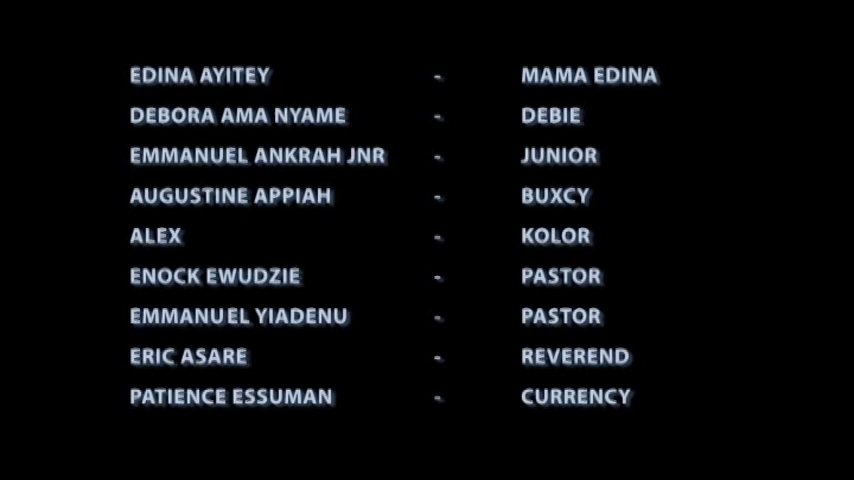 EDINA AYITEY - MAMA EDINA
DEBORA AMA NYAME - DEBIE
EMMANUEL ANKRAH JNR - JUNIOR
AUGUSTINE APPIAH - BUXCY
ALEX - KOLOR
ENOCK EWUDZIE - PASTOR
EMMANUEL YIADENU - PASTOR
ERIC ASARE - REVEREND
PATIENCE ESSUMAN - CURRENCY